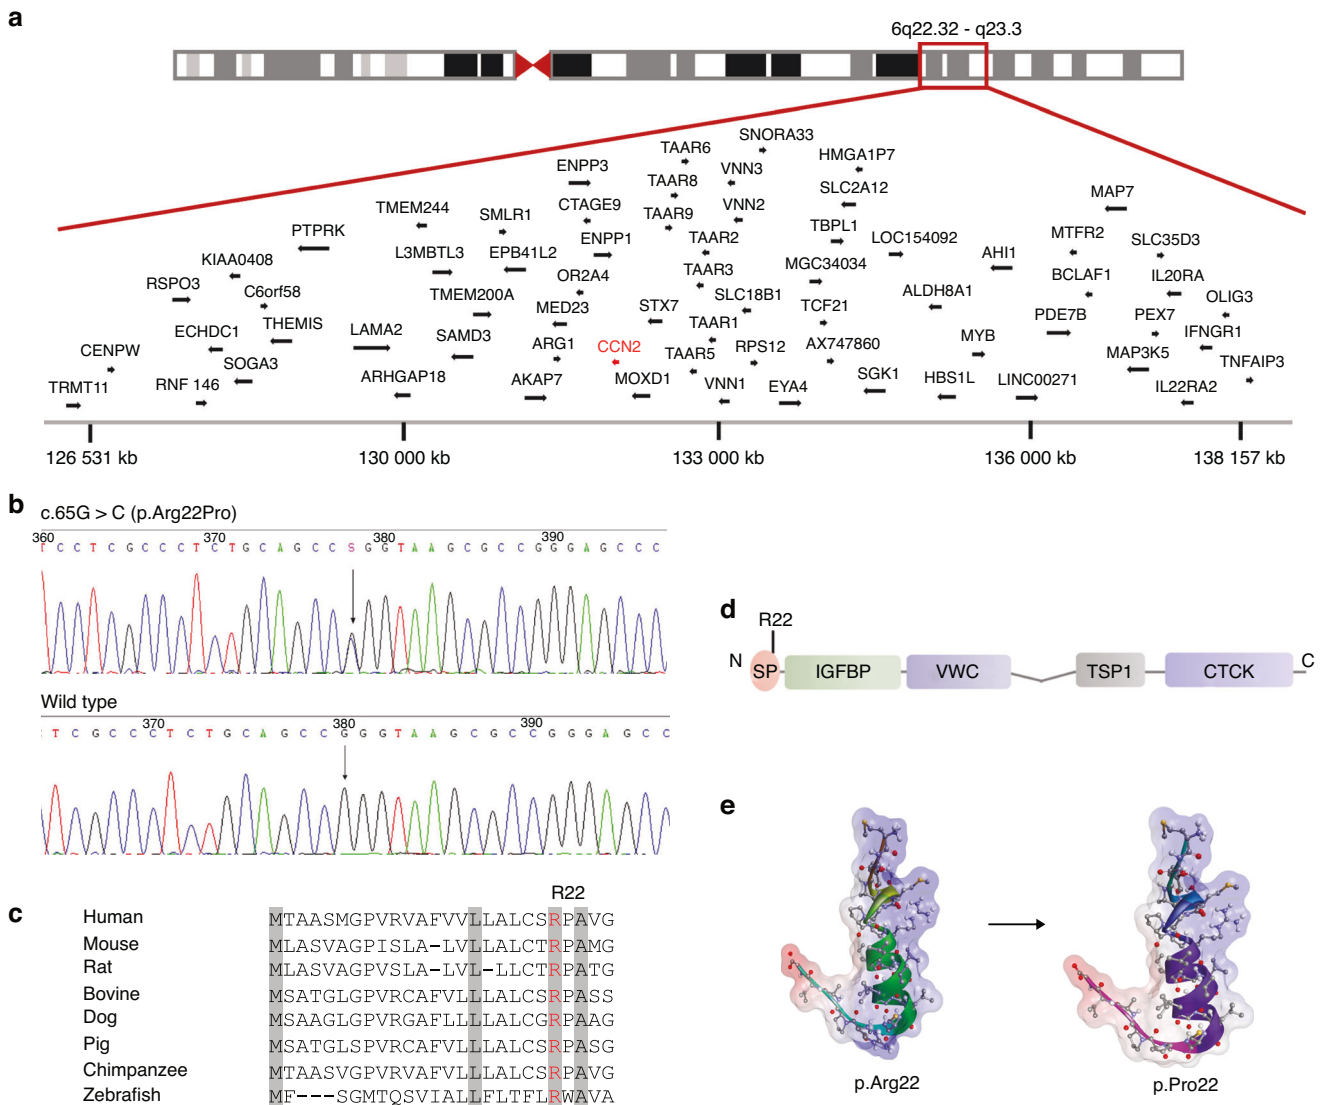 a
6q22.32 - q23.3
SNORA33
TAAR6
HMGA1P7
ENPP3
VNN3
TAAR8
SLC2A12
MAP7
TMEM244
SMLR1
CTAGE9
TAAR9
VNN2
TBPL1
PTPRK
ENPP1
TAAR2
LOC154092
MTFR2
SLC35D3
KIAA0408
L3MBTL3
EPB41L2
AHI1
MGC34034
RSPO3
C6orf58
OR2A4
TAAR3
BCLAF1
IL20RA
TMEM200A
SLC18B1
ALDH8A1
OLIG3
MED23
STX7
TCF21
PDE7B
PEX7
ECHDC1
THEMIS
LAMA2
SAMD3
TAAR1
MYB
IFNGR1
CENPW
ARG1
CCN2
TAAR5
RPS12
AX747860
MAP3K5
SOGA3
TNFAIP3
TRMT11
RNF 146
ARHGAP18
AKAP7
MOXD1
VNN1
EYA4
SGK1
HBS1L
LINC00271
IL22RA2
126 531 kb
130 000 kb
133 000 kb
136 000 kb
138 157 kb
b
c.65G > C (p.Arg22Pro)
360 370 380 390
T C C T C G C C C T C T G C A G C C S G G T A A G C G C C G G G A G C C C
Wild type
370 380 390
T C G C C C T C T G C A G C C G G G T A A G C G C C G G G A G C C
c
R22
Human MTAASMGPVRVAFVVLLALCSRPAVG
Mouse MLASVAGPISLA–LVLLALCTRPAMG
Rat MLASVAGPVSLA–LVL–LLCTRPATG
Bovine MSATGLGPVRCAFVLLLALCSRPASS
Dog MSAAGLGPVRGAFLLLLALCGRPAAG
Pig MSATGLSPVRCAFVLLLALCSRPASG
Chimpanzee MTAASVGPVRVAFVLLLALCSRPAVG
Zebrafish MF–––SGMTQSVIALLFLTFLRWAVA
d
R22
N SP IGFBP VWC TSP1 CTCK C
e
p.Arg22
p.Pro22